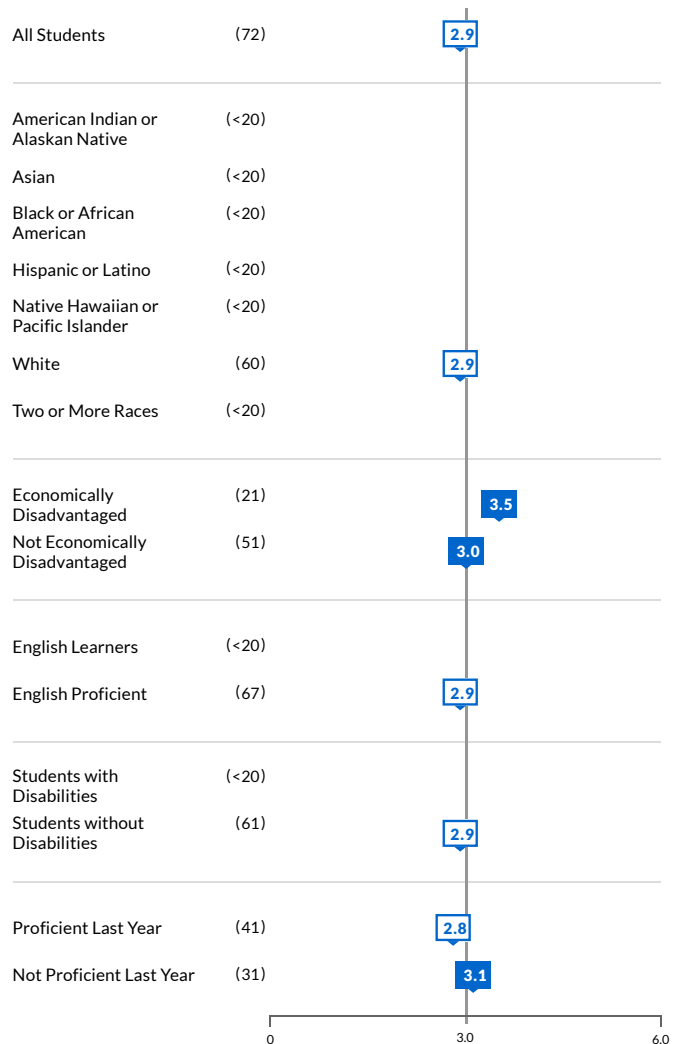 All Students (72) 2.9
American Indian or (<20)
Alaskan Native
Asian (<20)
Black or African (<20)
American
Hispanic or Latino (<20)
Native Hawaiian or (<20)
Pacific Islander
White (60) 2.9
Two or More Races (<20)
Economically (21) 3.5
Disadvantaged
Not Economically (51) 3.0
Disadvantaged
English Learners (<20)
English Proficient (67) 2.9
Students with (<20)
Disabilities
Students without (61) 2.9
Disabilities
Proficient Last Year (41) 2.8
Not Proficient Last Year (31) 3.1
0 3.0 6.0